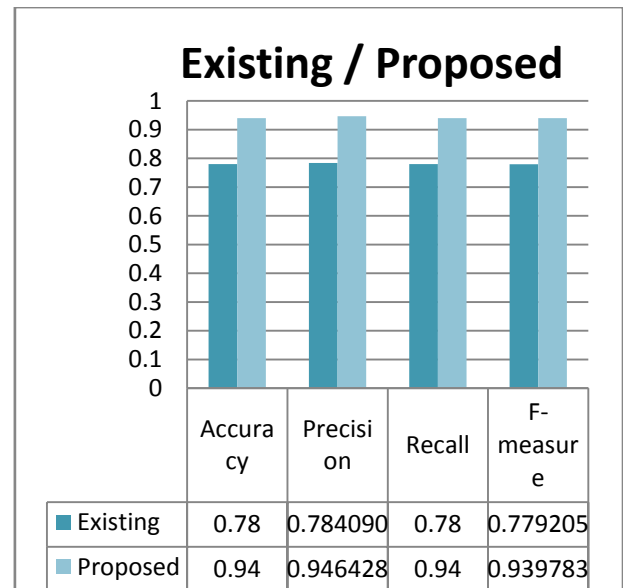 Existing / Proposed
1
0.9
0.8
0.7
0.6
0.5
0.4
0.3
0.2
0.1
0
Accura
cy
Precisi
on
Recall
F-
measur
e
Existing 0.78 0.784090 0.78 0.779205
Proposed 0.94 0.946428 0.94 0.939783